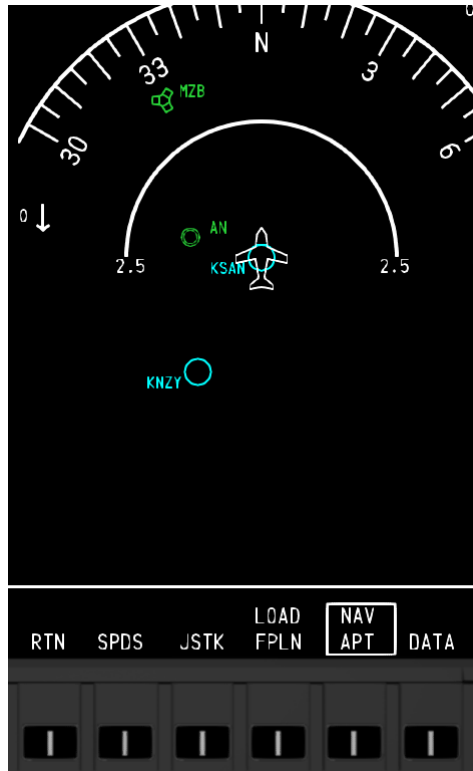 N
33
3
MZB
30
6
0
AN
KSAN
2.5
2.5
KNZY
LOAD NAV
RTN SPDS JSTK FPLN APT DATA